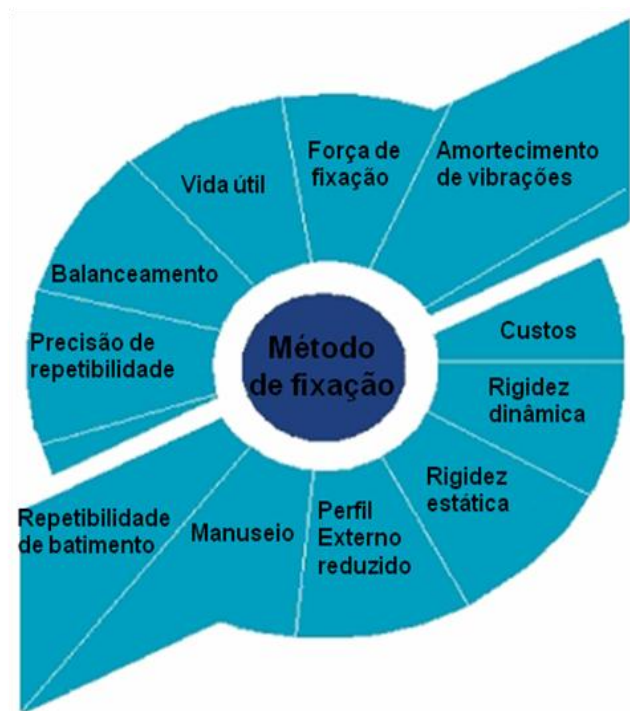 Força de
fixação
Amortecimento
de vibrações
Vida útil
Balanceamento
Precisão de
repetibilidade
Método
de fixação
Custos
Rigidez
dinâmica
Rigidez
estática
Perfil
Externo
reduzido
Manuseio
Repetibilidade
de batimento